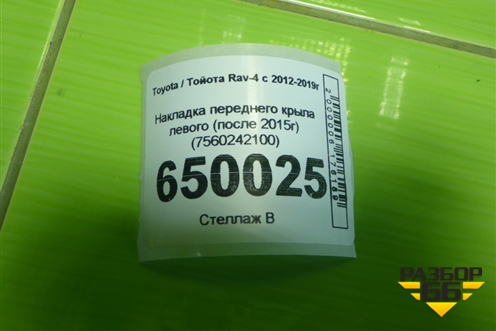 Toyota / Тойота Rav-4 с 2012-2019г
Накладка переднего крыла
левого (после 2015г)
(7560242100)
650025
Стеллаж В
РАЗБОР
66